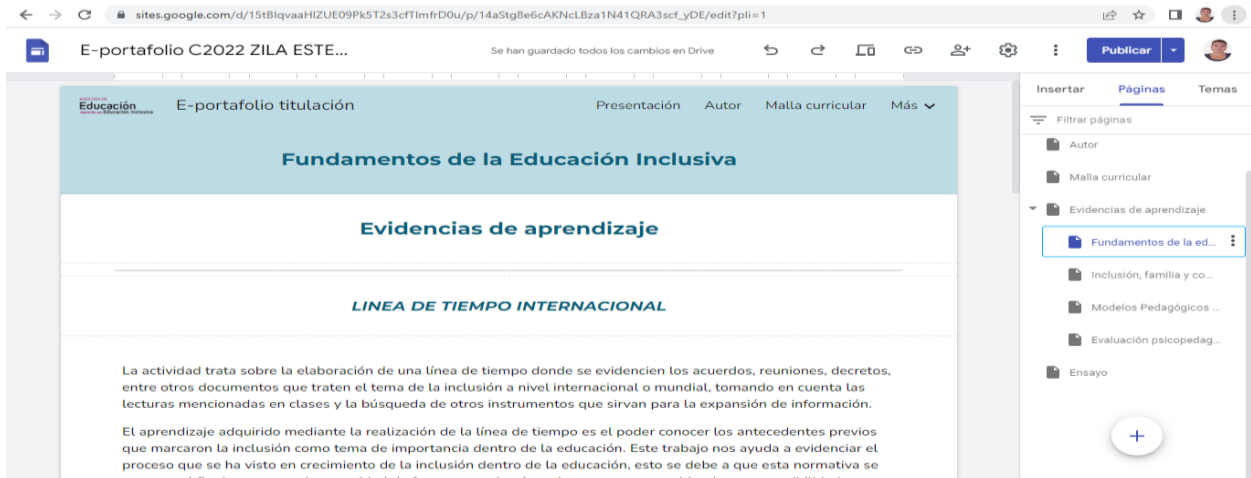 sites.google.com/d/15tBlqvaaHIZUE09Pk5T2s3cfTImfrD0u/p/14aStg8e6cAKNcLBza1N41QRA3scf_yDE/edit?pli=1
E-portafolio C2022 ZILA ESTE...
Se han guardado todos los cambios en Drive
Publicar
Educación
E-portafolio titulación
Presentación Autor Malla curricular Más
Fundamentos de la Educación Inclusiva
Evidencias de aprendizaje
LINEA DE TIEMPO INTERNACIONAL
La actividad trata sobre la elaboración de una línea de tiempo donde se evidencien los acuerdos, reuniones, decretos,
entre otros documentos que traten el tema de la inclusión a nivel internacional o mundial, tomando en cuenta las
lecturas mencionadas en clases y la búsqueda de otros instrumentos que sirvan para la expansión de información.
El aprendizaje adquirido mediante la realización de la línea de tiempo es el poder conocer los antecedentes previos
que marcaron la inclusión como tema de importancia dentro de la educación. Este trabajo nos ayuda a evidenciar el
proceso que se ha visto en crecimiento de la inclusión dentro de la educación, esto se debe a que esta normativa se
Insertar Páginas Temas
Filtrar páginas
Autor
Malla curricular
Evidencias de aprendizaje
Fundamentos de la ed...
Inclusión, familia y co...
Modelos Pedagógicos ...
Evaluación psicopedag...
Ensayo